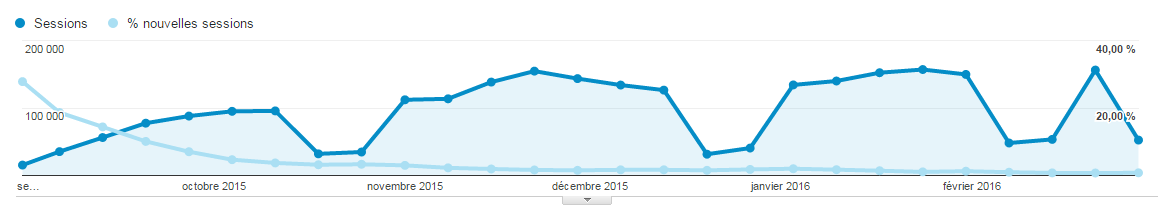 Sessions % nouvelles sessions
200 000 40,00 %
100 000 20,00 %
se… octobre 2015 novembre 2015 décembre 2015 janvier 2016 février 2016